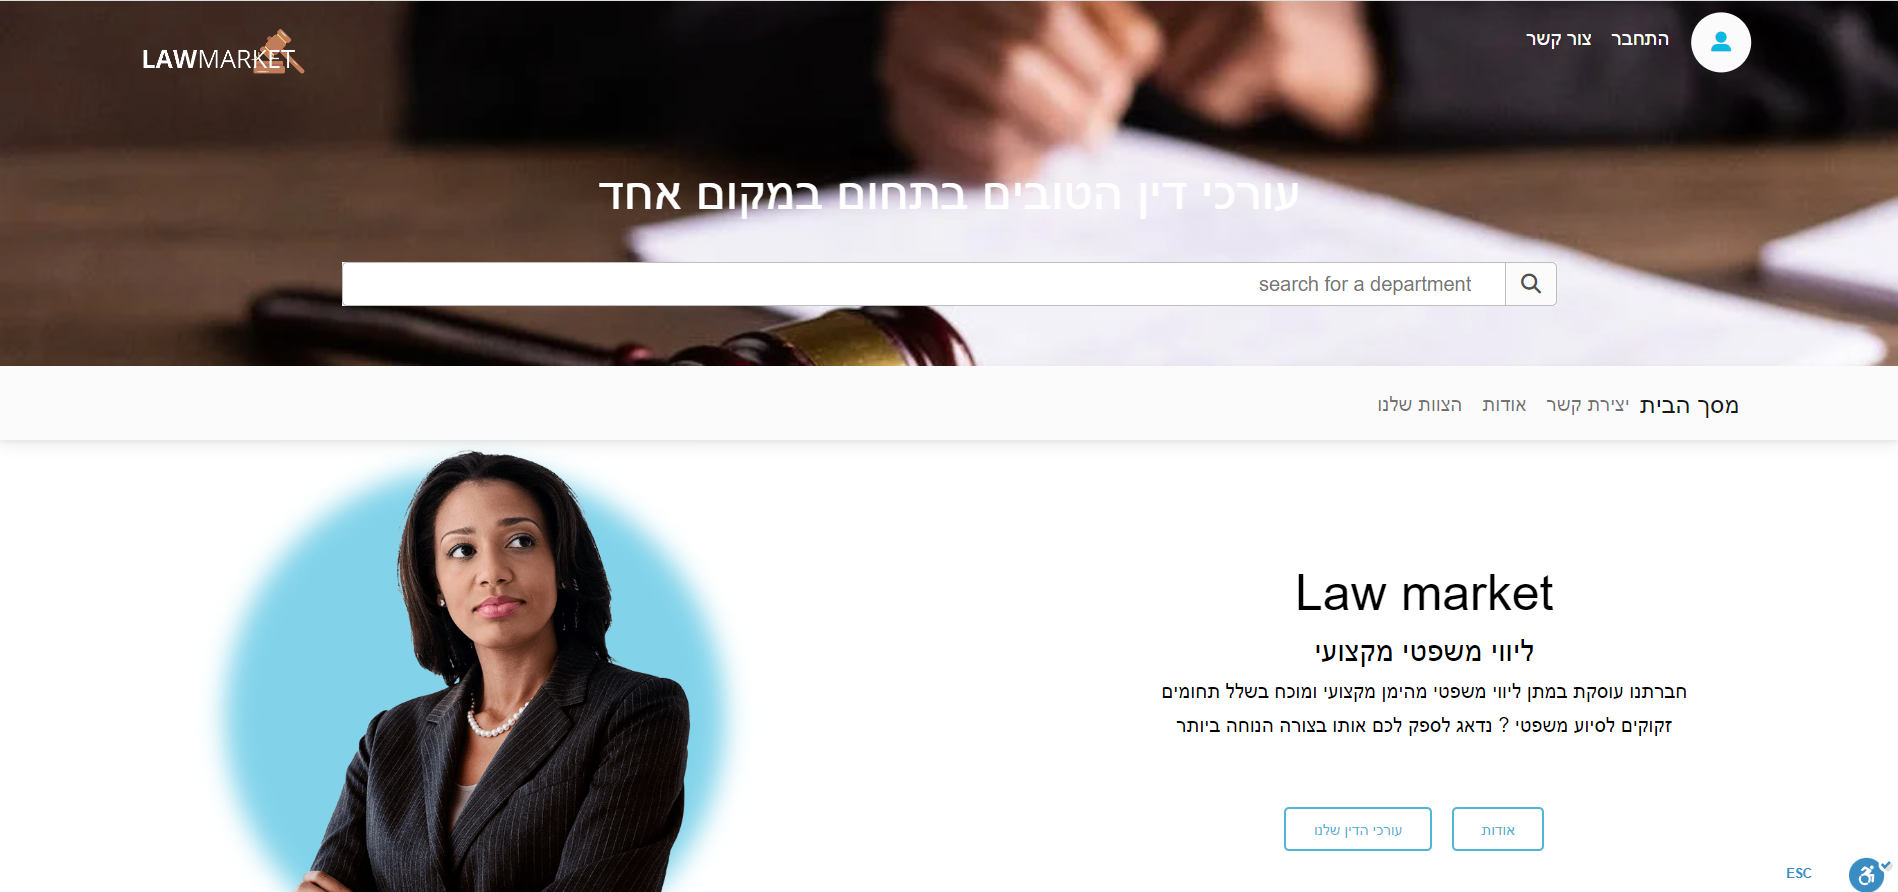 LAWMARKET
התחבר
צור קשר
עורכי דין הטובים בתחום במקום אחד
search for a department
מסך הבית
יצירת קשר
אודות
הצוות שלנו
Law market
ליווי משפטי מקצועי
חברתנו עוסקת במתן ליווי משפטי מהימן מקצועי ומוכח בשלל תחומים
זקוקים לסיוע משפטי ? נדאג לספק לכם אותו בצורה הנוחה ביותר
אודות
עורכי הדין שלנו
ESC